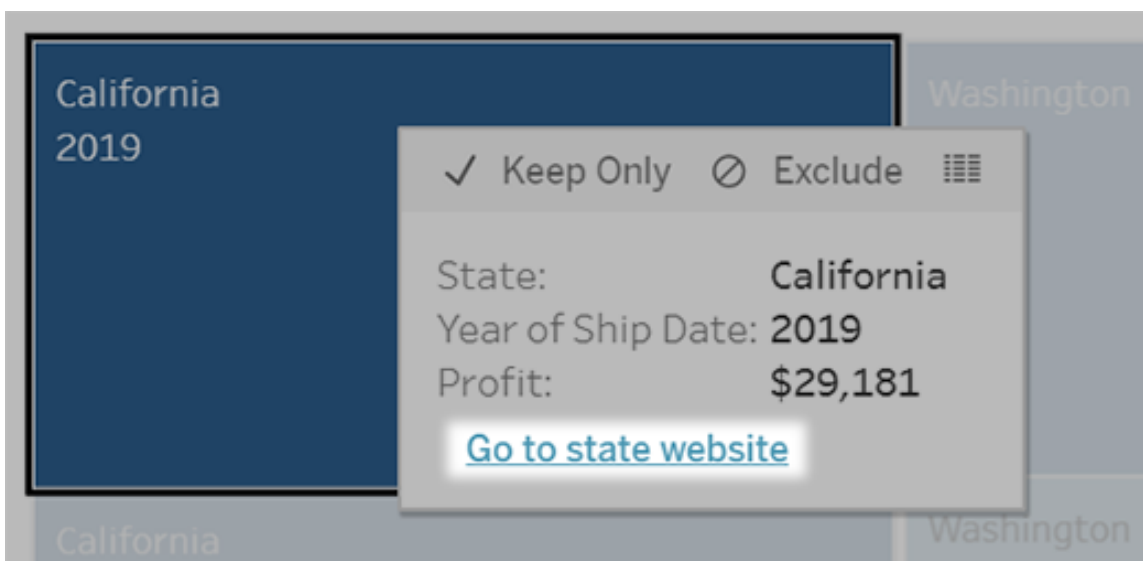 California
2019
Washington
Keep Only Exclude
State: California
Year of Ship Date: 2019
Profit: $29,181
Go to state website
California
Washington